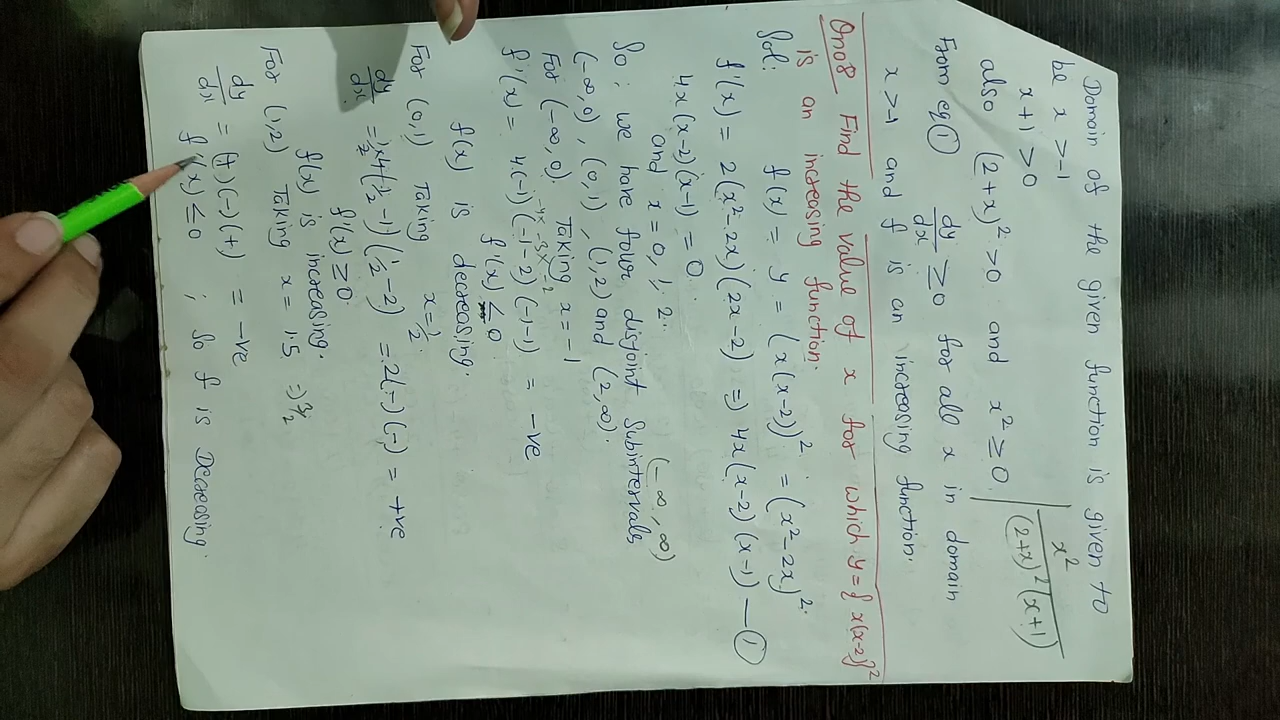 Domain of the given function is given to
be x > -1
x+1 > 0
also (2+x)² > 0 and x² ≥ 0
x² / (2+x)²(x+1)
From eq ① dy/dx ≥ 0 for all x in domain
x > -1 and f is an increasing function.
Qno8 Find the value of x for which y = { x(x-2)}²
is an increasing function.
Sol: f(x) = y = (x(x-2))² = (x²-2x)².
f'(x) = 2(x²-2x)(2x-2) => 4x(x-2)(x-1) — ①
4x(x-2)(x-1) = 0.
and x = 0, 1, 2. (-∞, ∞)
So; we have four disjoint Subintervals
(-∞,0), (0,1), (1,2) and (2,∞).
For (-∞,0). Taking x = -1
-4x -3x -2
f'(x) = 4(-1)(-1-2)(-1-1) = -ve
f'(x) ≤ 0
f(x) is decreasing.
For (0,1) Taking x = 1/2.
dy/dx = 1/2 x4 (1/2 -1)(1/2 -2) = 2(-)(-) = +ve
f'(x) ≥ 0
f(x) is increasing.
For (1,2) Taking x = 1.5 => 3/2
dy/dx = (+)(-)(+) = -ve
f'(x) ≤ 0 ; So f is Decreasing.